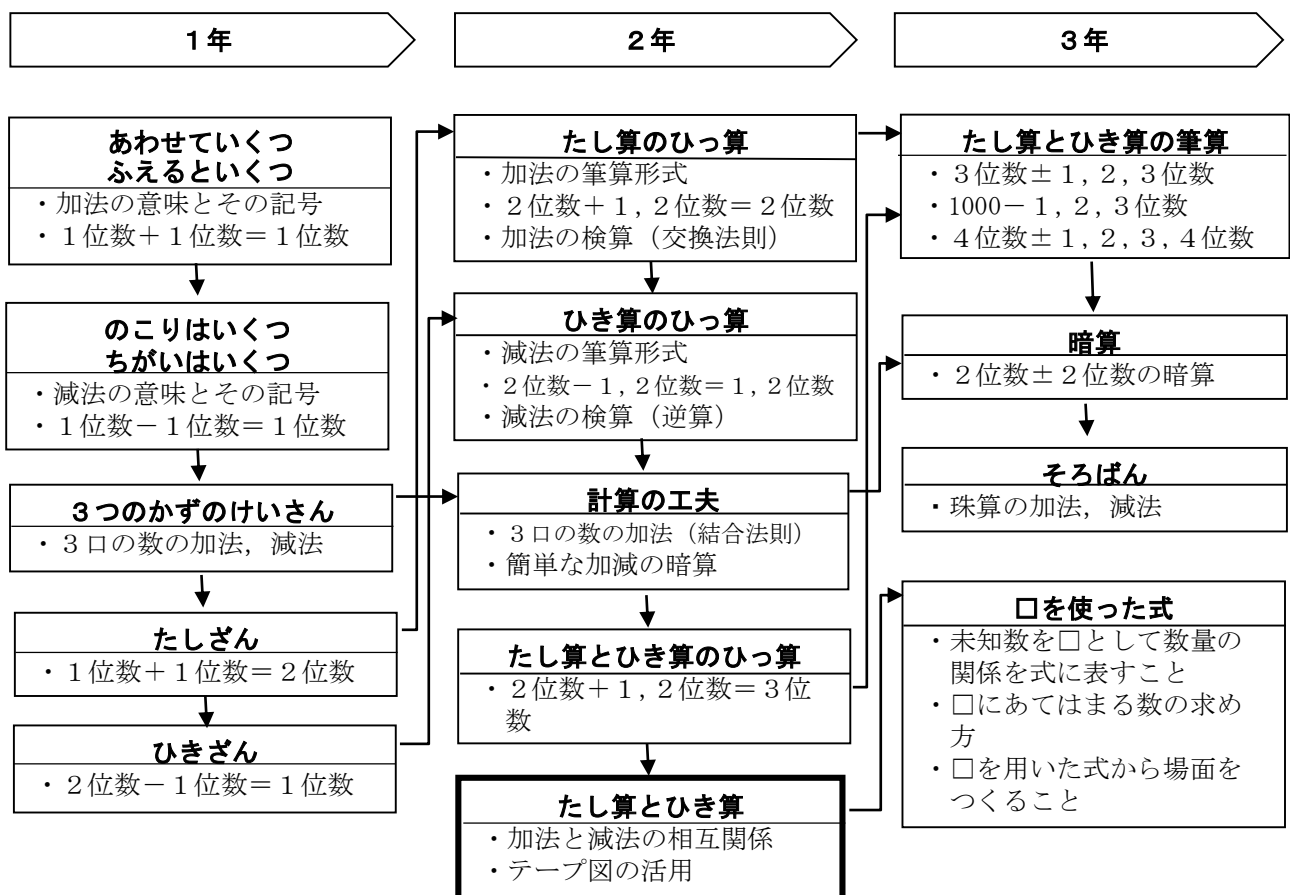 １年
２年
３年
あわせていくつ
ふえるといくつ
・加法の意味とその記号
・１位数＋１位数＝１位数
のこりはいくつ
ちがいはいくつ
・減法の意味とその記号
・１位数－１位数＝１位数
３つのかずのけいさん
・３口の数の加法，減法
たしざん
・１位数＋１位数＝２位数
ひきざん
・２位数－１位数＝１位数
たし算のひっ算
・加法の筆算形式
・２位数＋１，２位数＝２位数
・加法の検算（交換法則）
ひき算のひっ算
・減法の筆算形式
・２位数－１，２位数＝１，２位数
・減法の検算（逆算）
計算の工夫
・３口の数の加法（結合法則）
・簡単な加減の暗算
たし算とひき算のひっ算
・２位数＋１，２位数＝３位
数
たし算とひき算
・加法と減法の相互関係
・テープ図の活用
たし算とひき算の筆算
・３位数±１，２，３位数
・1000－１，２，３位数
・４位数±１，２，３，４位数
暗算
・２位数±２位数の暗算
そろばん
・珠算の加法，減法
□を使った式
・未知数を□として数量の
関係を式に表すこと
・□にあてはまる数の求め
方
・□を用いた式から場面を
つくること